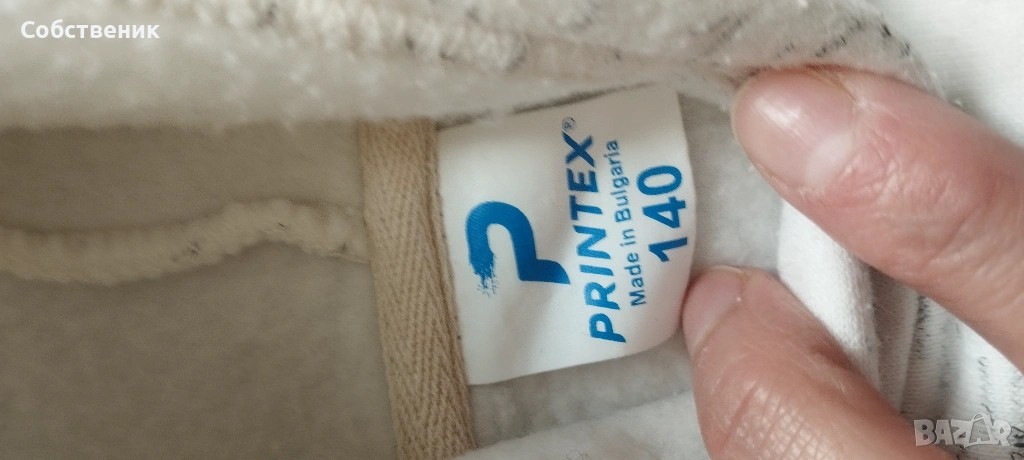 Собственик
PRINTEX®
Made in Bulgaria
140
BAZAR